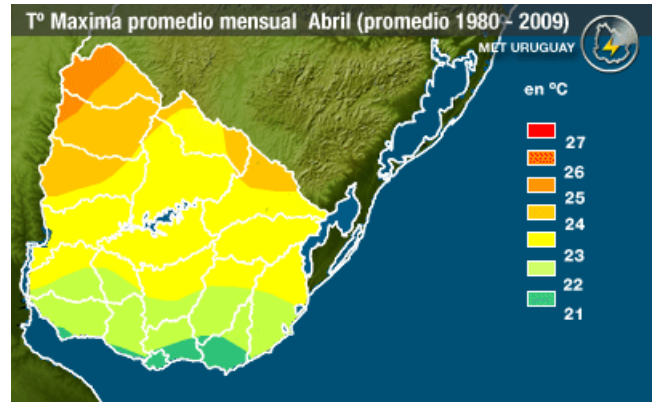 Tº Maxima promedio mensual Abril (promedio 1980 - 2009)
MET URUGUAY
en ºC
27
26
25
24
23
22
21